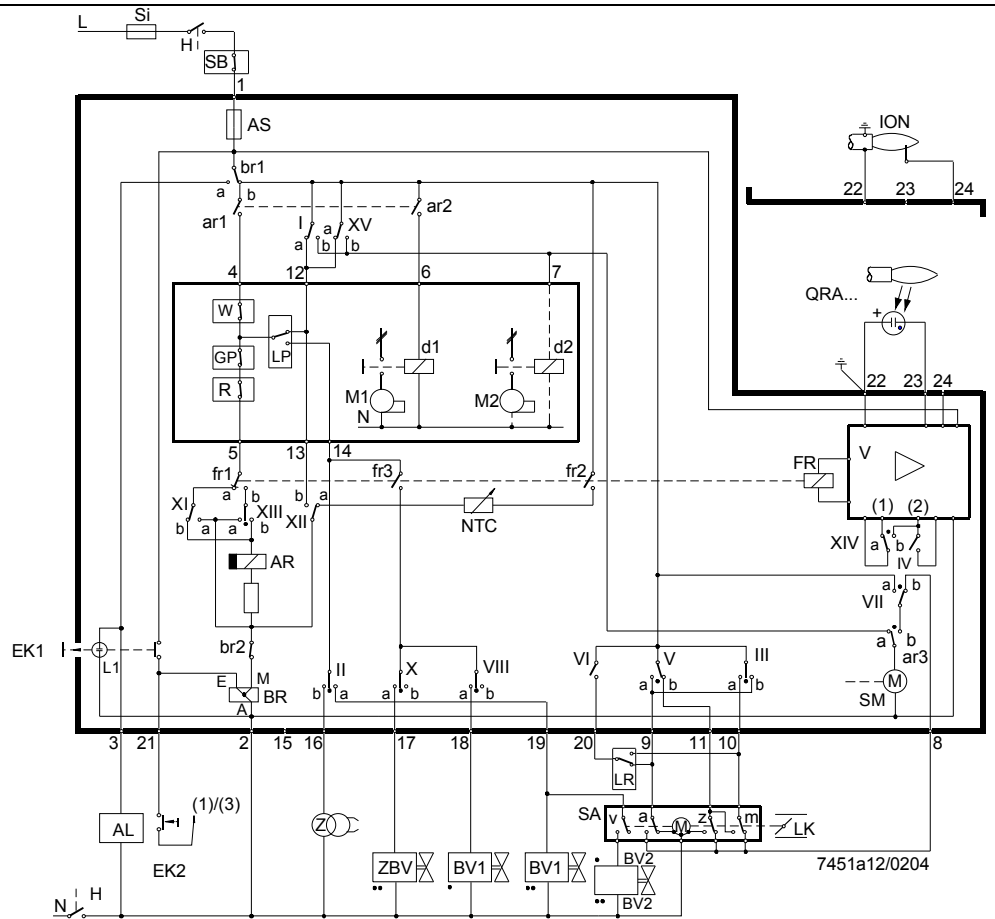 L Si
H
SB
1
AS
ION
br1
22 23 24
a b
ar1 ar2
I XV
a b a b
4 12 6 7
QRA...
+
W
GP LP
R
d1 d2
M1 M2
N
22 23 24
V
5 13 14
fr1 fr3 fr2
FR
a b b a
XI XIII XII
b a a b
NTC
(1) (2)
XIV a b IV
AR
a b
VII
a b
ar3
EK1 L1
br2
E M
BR
A
II X VIII VI V III
b a b a b a a b a b
M
SM
3 21 2 15 16 17 18 19 20 9 11 10 8
LR
(1)/(3)
AL
EK2
Z
SA v a M z m
LK
ZBV BV1 BV1 BV2
BV2
7451a12/0204
N H